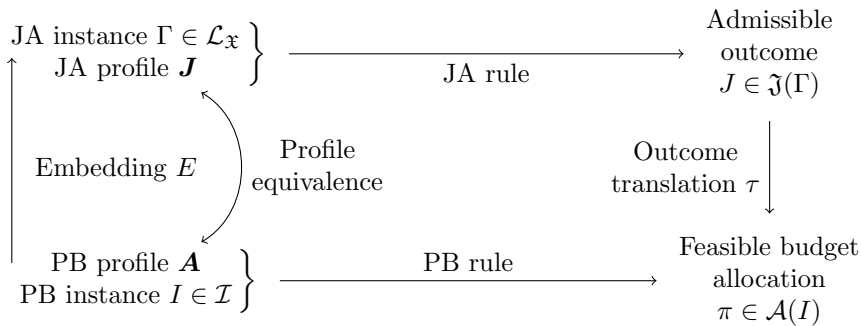 JA instance Γ ∈ ℒ_𝔛
JA profile 𝑱
JA rule
Admissible
outcome
J ∈ 𝔍(Γ)
Embedding E
Profile
equivalence
Outcome
translation τ
PB profile 𝑨
PB instance I ∈ ℐ
PB rule
Feasible budget
allocation
π ∈ 𝒜(I)